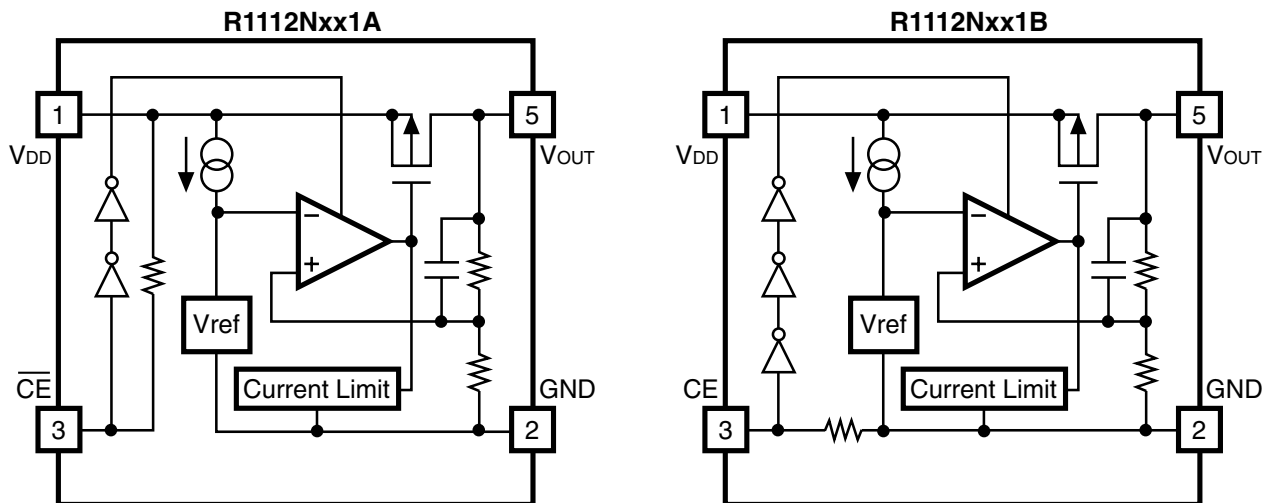 R1112Nxx1A
1
VDD
5
VOUT
−
+
Vref
Current Limit
C̅E̅
3
GND
2
R1112Nxx1B
1
VDD
5
VOUT
−
+
Vref
Current Limit
CE
3
GND
2